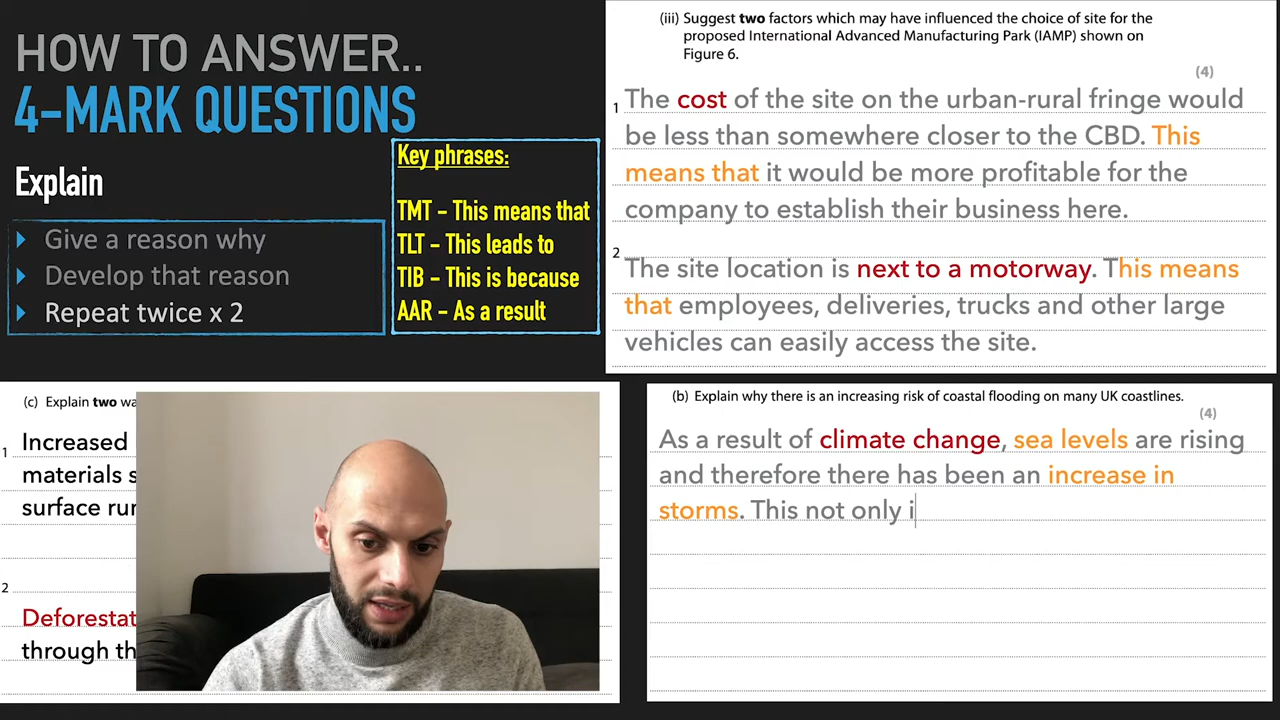 HOW TO ANSWER..
4-MARK QUESTIONS
Explain
Give a reason why
Develop that reason
Repeat twice x 2
Key phrases:
TMT – This means that
TLT – This leads to
TIB – This is because
AAR – As a result
(iii) Suggest two factors which may have influenced the choice of site for the
proposed International Advanced Manufacturing Park (IAMP) shown on
Figure 6.
(4)
1 The cost of the site on the urban-rural fringe would
be less than somewhere closer to the CBD. This
means that it would be more profitable for the
company to establish their business here.
2 The site location is next to a motorway. This means
that employees, deliveries, trucks and other large
vehicles can easily access the site.
(c) Explain two
1 Increased
materials
surface
2
through
(b) Explain why there is an increasing risk of coastal flooding on many UK coastlines.
(4)
As a result of climate change, sea levels are rising
and therefore there has been an increase in
storms. This not only i